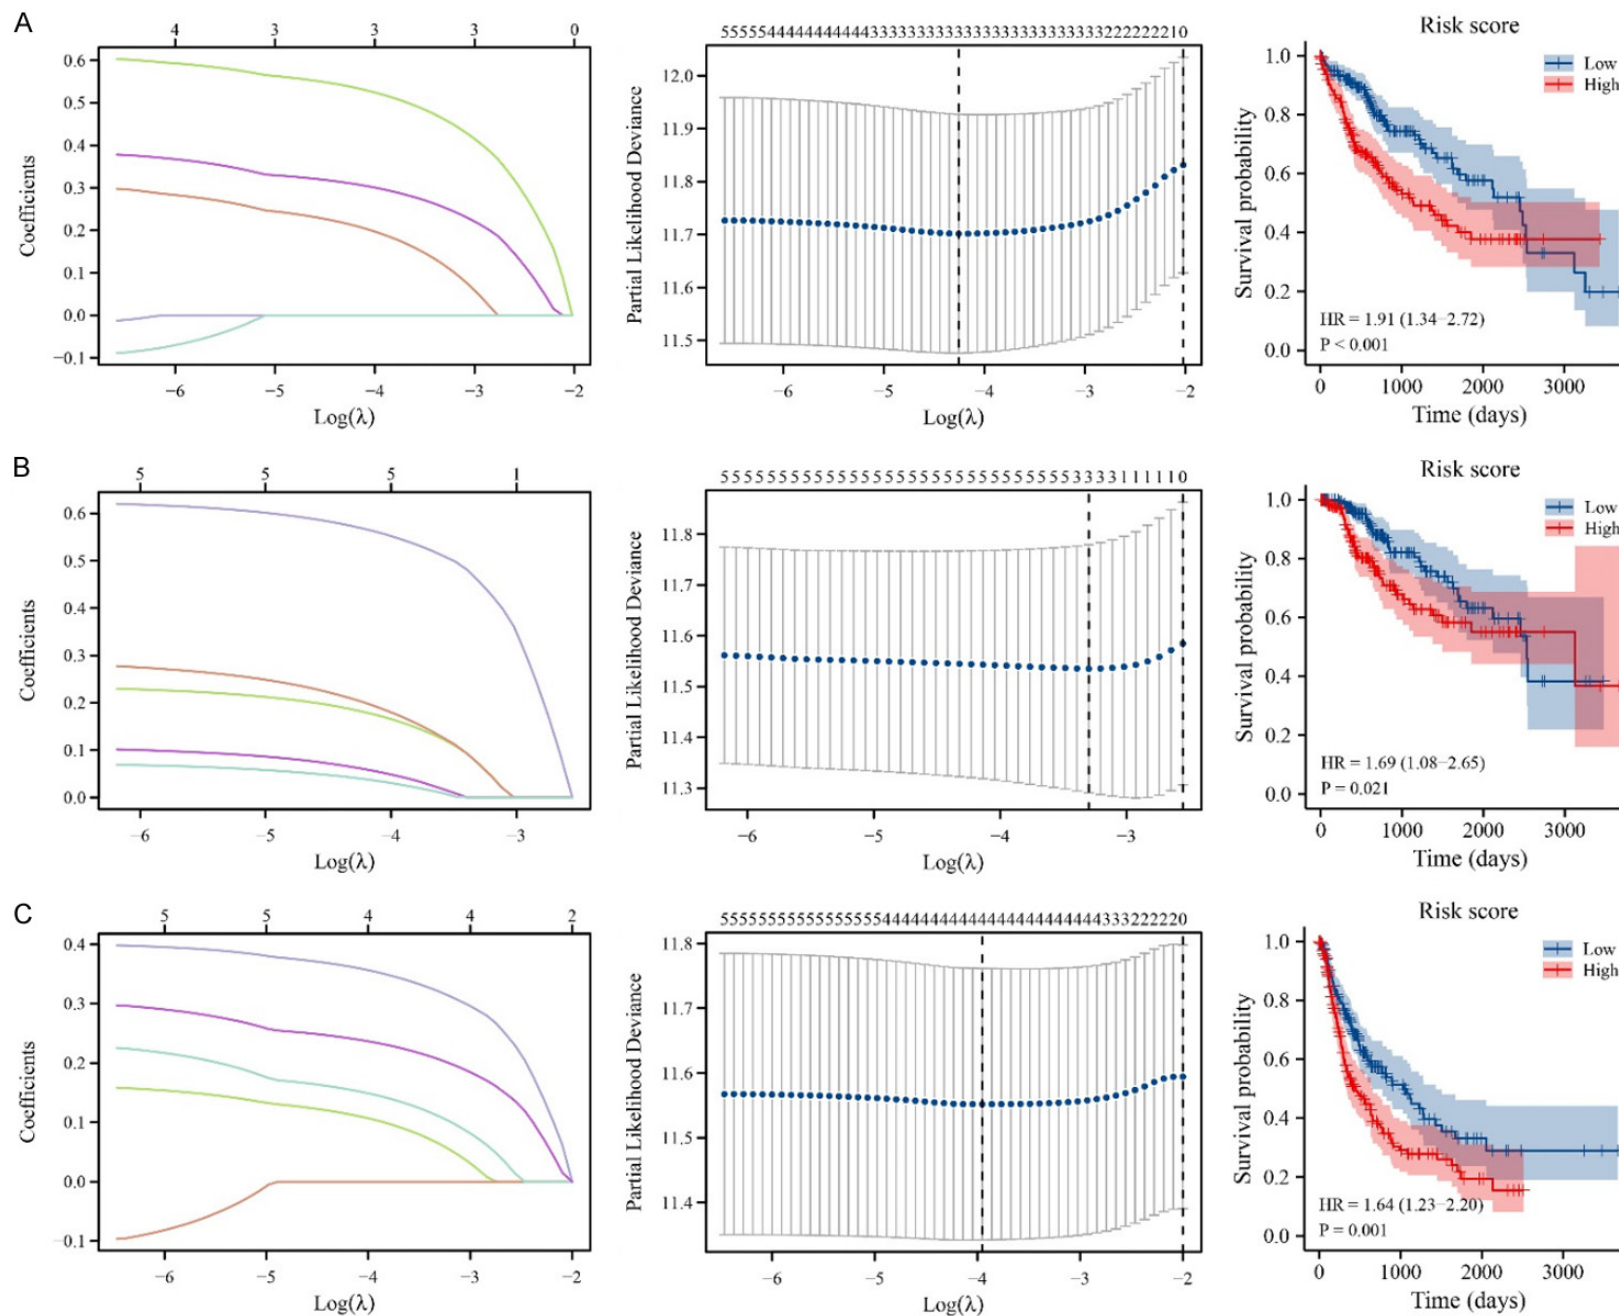 A
4 3 3 3 0
0.6
0.5
0.4
0.3
0.2
0.1
0.0
−0.1
Coefficients
−6 −5 −4 −3 −2
Log(λ)
12.0
11.9
11.8
11.7
11.6
11.5
Partial Likelihood Deviance
−6 −5 −4 −3 −2
Log(λ)
Risk score
Low
High
1.0
0.8
0.6
0.4
0.2
0.0
Survival probability
HR = 1.91 (1.34−2.72)
P < 0.001
0 1000 2000 3000
Time (days)
B
5 5 5 1
0.6
0.5
0.4
0.3
0.2
0.1
0.0
Coefficients
−6 −5 −4 −3
Log(λ)
11.8
11.7
11.6
11.5
11.4
11.3
Partial Likelihood Deviance
−6 −5 −4 −3
Log(λ)
Risk score
Low
High
1.0
0.8
0.6
0.4
0.2
0.0
Survival probability
HR = 1.69 (1.08−2.65)
P = 0.021
0 1000 2000 3000
Time (days)
C
5 5 4 4 2
0.4
0.3
0.2
0.1
0.0
−0.1
Coefficients
−6 −5 −4 −3 −2
Log(λ)
11.8
11.7
11.6
11.5
11.4
Partial Likelihood Deviance
−6 −5 −4 −3 −2
Log(λ)
Risk score
Low
High
1.0
0.8
0.6
0.4
0.2
0.0
Survival probability
HR = 1.64 (1.23−2.20)
P = 0.001
0 1000 2000 3000
Time (days)